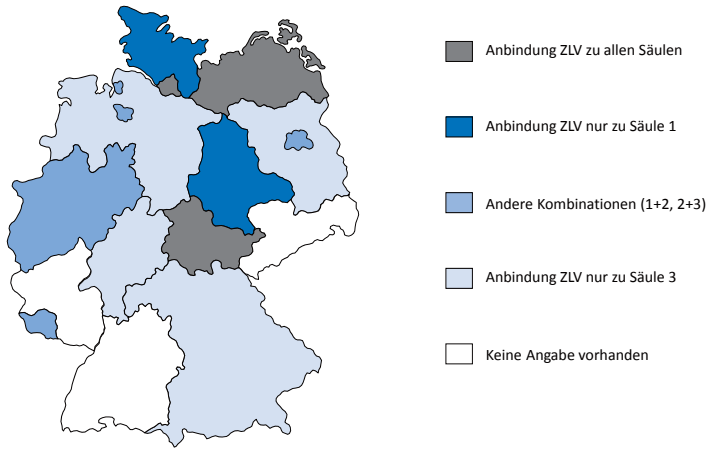 Anbindung ZLV zu allen Säulen
Anbindung ZLV nur zu Säule 1
Andere Kombinationen (1+2, 2+3)
Anbindung ZLV nur zu Säule 3
Keine Angabe vorhanden